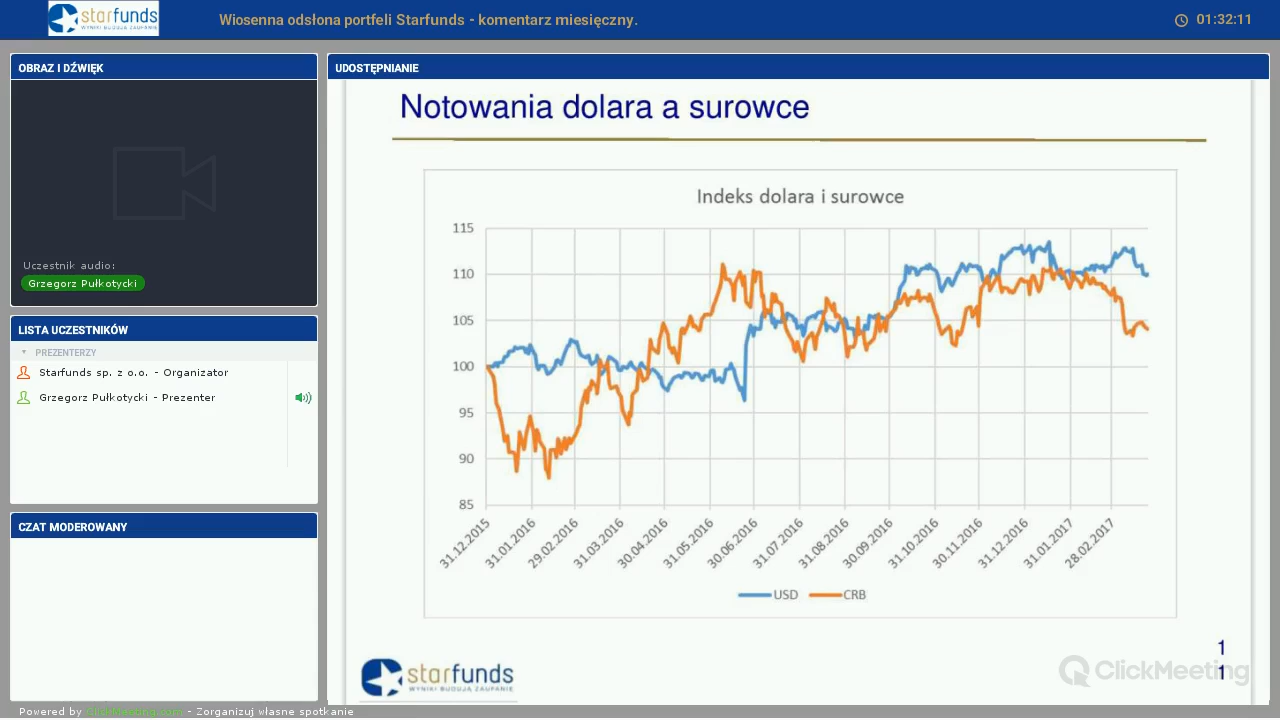 starfunds
WYNIKI BUDUJĄ ZAUFANIE
Wiosenna odsłona portfeli Starfunds - komentarz miesięczny.
01:32:11
OBRAZ I DŹWIĘK
Uczestnik audio:
Grzegorz Pułkotycki
LISTA UCZESTNIKÓW
PREZENTERZY
Starfunds sp. z o.o. - Organizator
Grzegorz Pułkotycki - Prezenter
CZAT MODEROWANY
UDOSTĘPNIANIE
Notowania dolara a surowce
Indeks dolara i surowce
115
110
105
100
95
90
85
31.12.2015
31.01.2016
29.02.2016
31.03.2016
30.04.2016
31.05.2016
30.06.2016
31.07.2016
31.08.2016
30.09.2016
31.10.2016
30.11.2016
31.12.2016
31.01.2017
28.02.2017
USD
CRB
starfunds
WYNIKI BUDUJĄ ZAUFANIE
1
1
ClickMeeting
Powered by ClickMeeting.com - Zorganizuj własne spotkanie